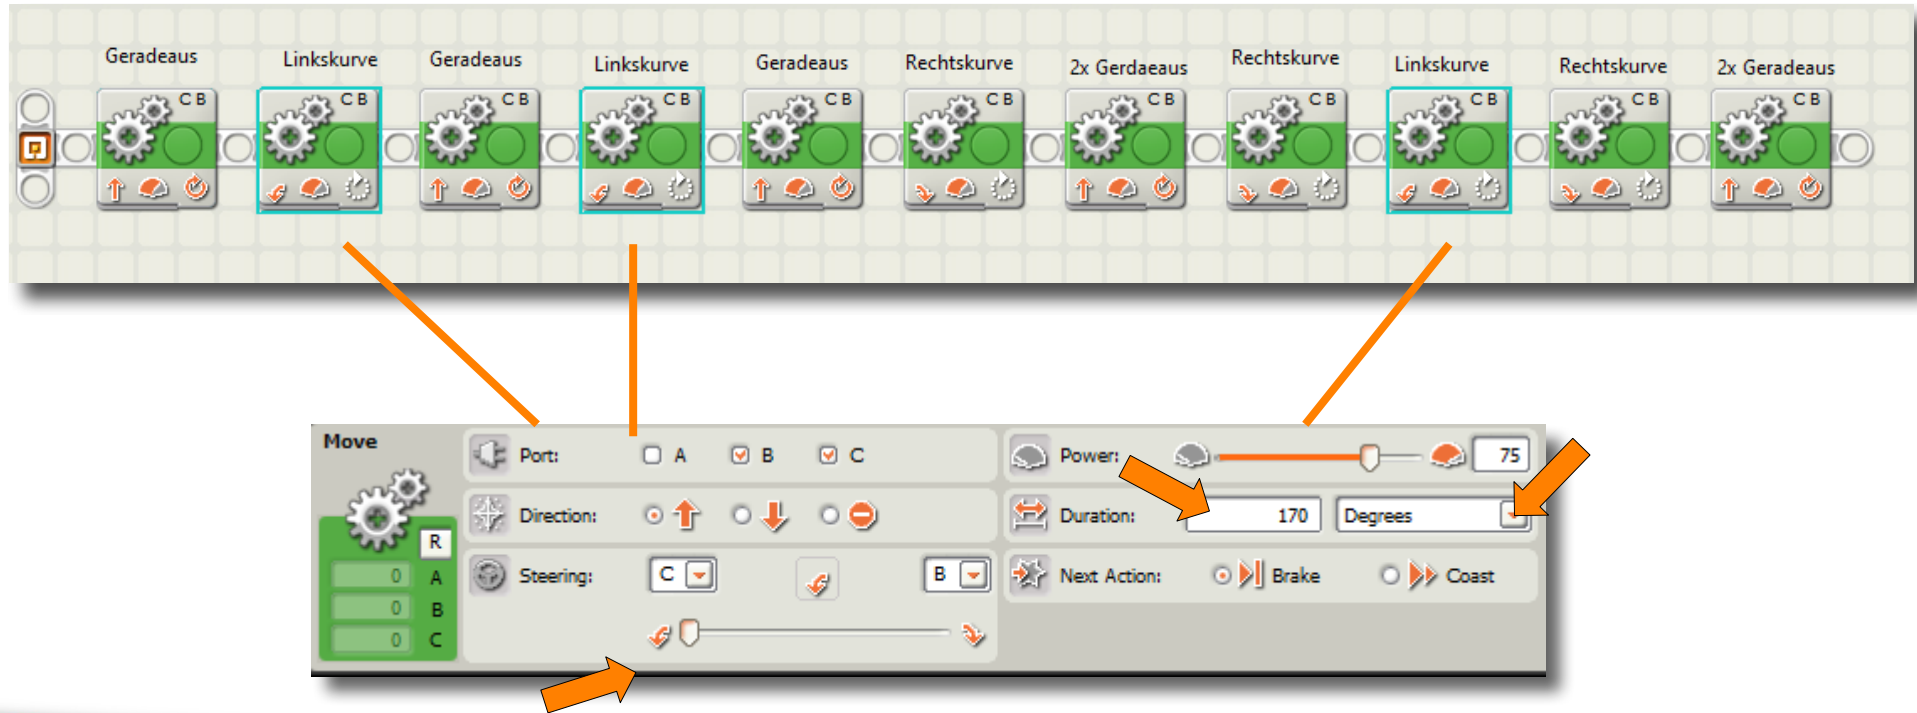 Geradeaus
Linkskurve
Geradeaus
Linkskurve
Geradeaus
Rechtskurve
2x Gerdaeaus
Rechtskurve
Linkskurve
Rechtskurve
2x Geradeaus
C B
C B
C B
C B
C B
C B
C B
C B
C B
C B
C B
Move
Port: A B C
Power: 75
Direction:
Duration: 170 Degrees
R
Steering: C B
Next Action: Brake Coast
0 A
0 B
0 C